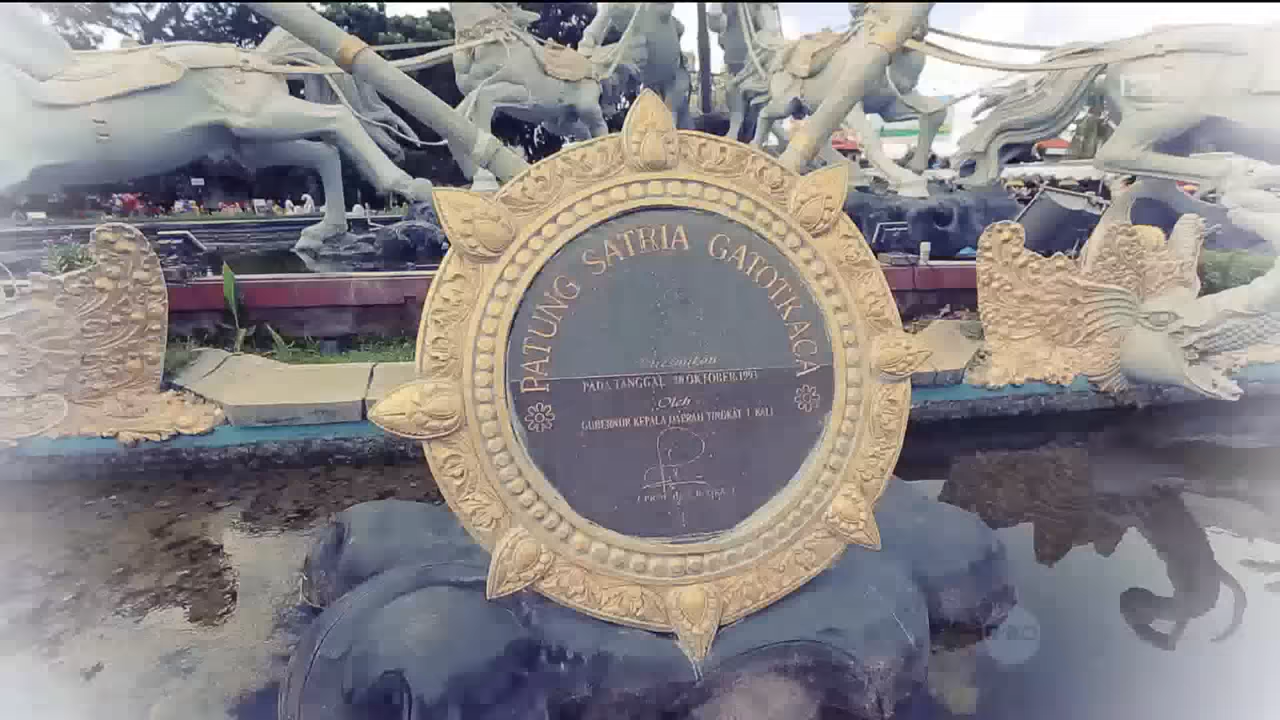 PATUNG SATRIA GATOTKACA
Diresmikan
PADA TANGGAL 30 OKTOBER 1993
Oleh
GUBERNUR KEPALA DAERAH TINGKAT I BALI